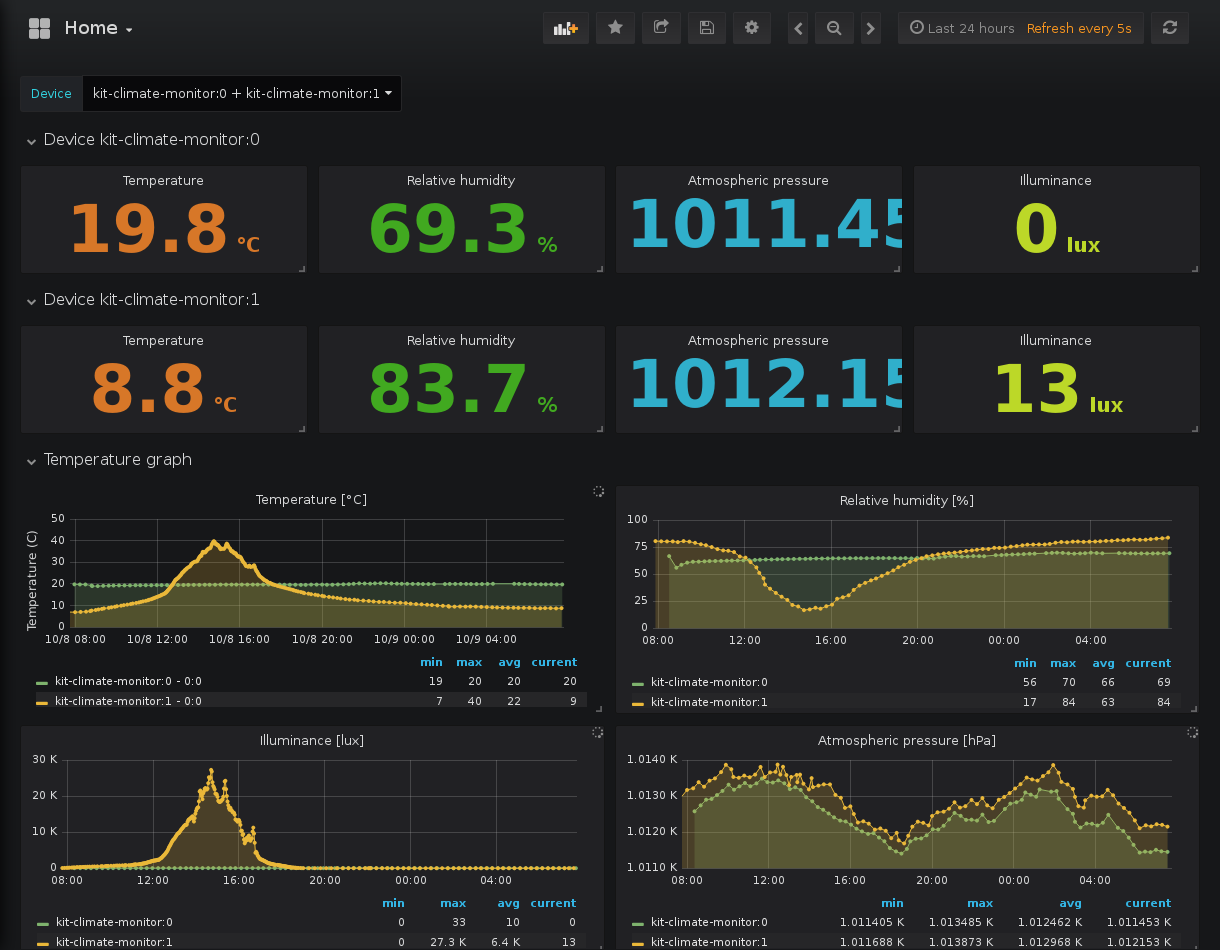 Home
Last 24 hours Refresh every 5s
Device kit-climate-monitor:0 + kit-climate-monitor:1
Device kit-climate-monitor:0
Temperature
19.8 °C
Relative humidity
69.3 %
Atmospheric pressure
1011.45
Illuminance
0 lux
Device kit-climate-monitor:1
Temperature
8.8 °C
Relative humidity
83.7 %
Atmospheric pressure
1012.15
Illuminance
13 lux
Temperature graph
Temperature [°C]
Temperature (C)
50
40
30
20
10
0
10/8 08:00 10/8 12:00 10/8 16:00 10/8 20:00 10/9 00:00 10/9 04:00
min max avg current
kit-climate-monitor:0 - 0:0 19 20 20 20
kit-climate-monitor:1 - 0:0 7 40 22 9
Relative humidity [%]
100
75
50
25
0
08:00 12:00 16:00 20:00 00:00 04:00
min max avg current
kit-climate-monitor:0 56 70 66 69
kit-climate-monitor:1 17 84 63 84
Illuminance [lux]
30 K
20 K
10 K
0
08:00 12:00 16:00 20:00 00:00 04:00
min max avg current
kit-climate-monitor:0 0 33 10 0
kit-climate-monitor:1 0 27.3 K 6.4 K 13
Atmospheric pressure [hPa]
1.0140 K
1.0130 K
1.0120 K
1.0110 K
08:00 12:00 16:00 20:00 00:00 04:00
min max avg current
kit-climate-monitor:0 1.011405 K 1.013485 K 1.012462 K 1.011453 K
kit-climate-monitor:1 1.011688 K 1.013873 K 1.012968 K 1.012153 K